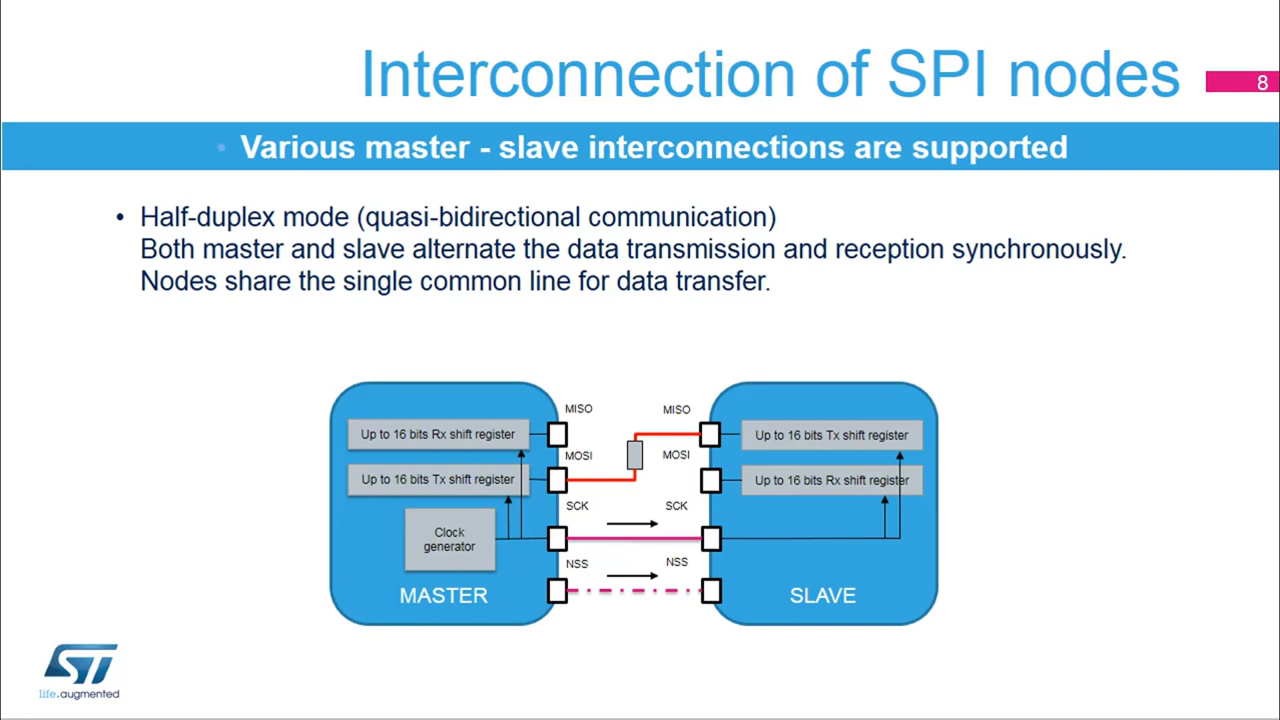 Interconnection of SPI nodes
8
• Various master - slave interconnections are supported
• Half-duplex mode (quasi-bidirectional communication)
Both master and slave alternate the data transmission and reception synchronously.
Nodes share the single common line for data transfer.
MISO
MISO
Up to 16 bits Rx shift register
Up to 16 bits Tx shift register
MOSI
MOSI
Up to 16 bits Tx shift register
Up to 16 bits Rx shift register
SCK
SCK
Clock
generator
NSS
NSS
MASTER
SLAVE
ST
life.augmented